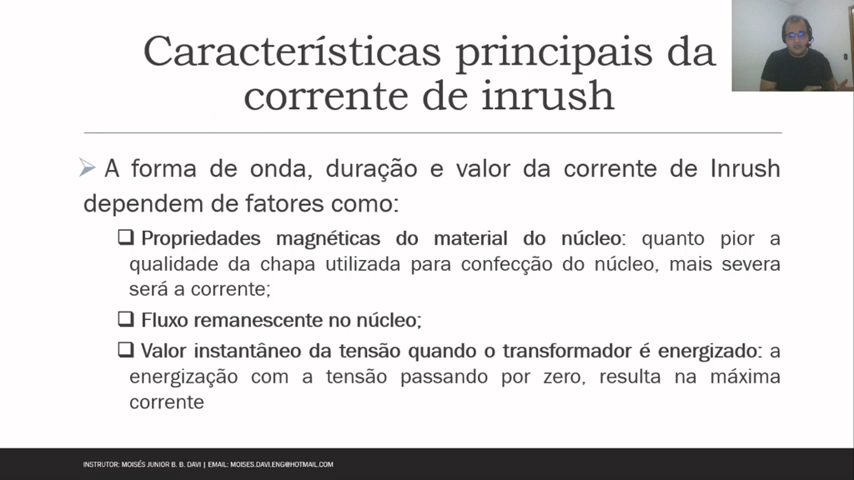 Características principais da
corrente de inrush
A forma de onda, duração e valor da corrente de Inrush
dependem de fatores como:
Propriedades magnéticas do material do núcleo: quanto pior a
qualidade da chapa utilizada para confecção do núcleo, mais severa
será a corrente;
Fluxo remanescente no núcleo;
Valor instantâneo da tensão quando o transformador é energizado: a
energização com a tensão passando por zero, resulta na máxima
corrente
INSTRUTOR: MOISÉS JUNIOR B. B. DAVI | EMAIL: MOISES.DAVI.ENG@HOTMAIL.COM